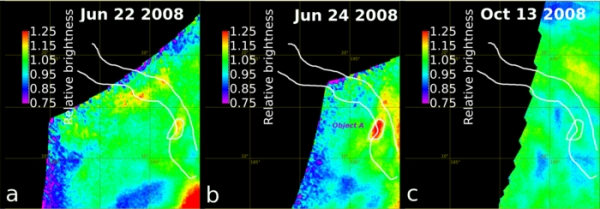 Jun 22 2008
1.25
1.15
1.05
0.95
0.85
0.75
Relative brightness
a
Jun 24 2008
1.25
1.15
1.05
0.95
0.85
0.75
Relative brightness
Object A
b
Oct 13 2008
1.25
1.15
1.05
0.95
0.85
0.75
Relative brightness
c